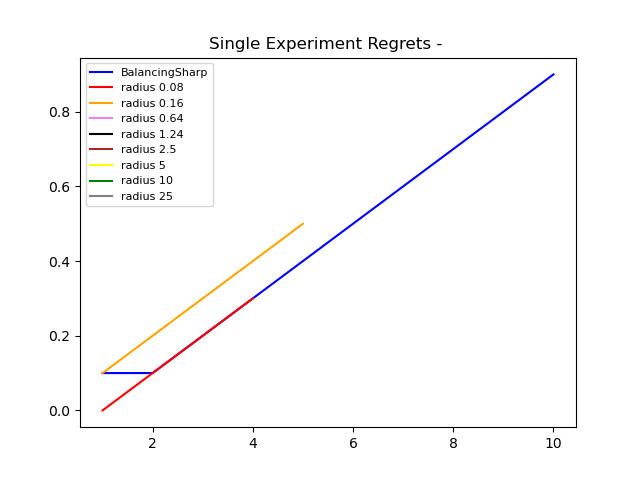 Single Experiment Regrets -
BalancingSharp
radius 0.08
radius 0.16
radius 0.64
radius 1.24
radius 2.5
radius 5
radius 10
radius 25
0.8
0.6
0.4
0.2
0.0
2 4 6 8 10